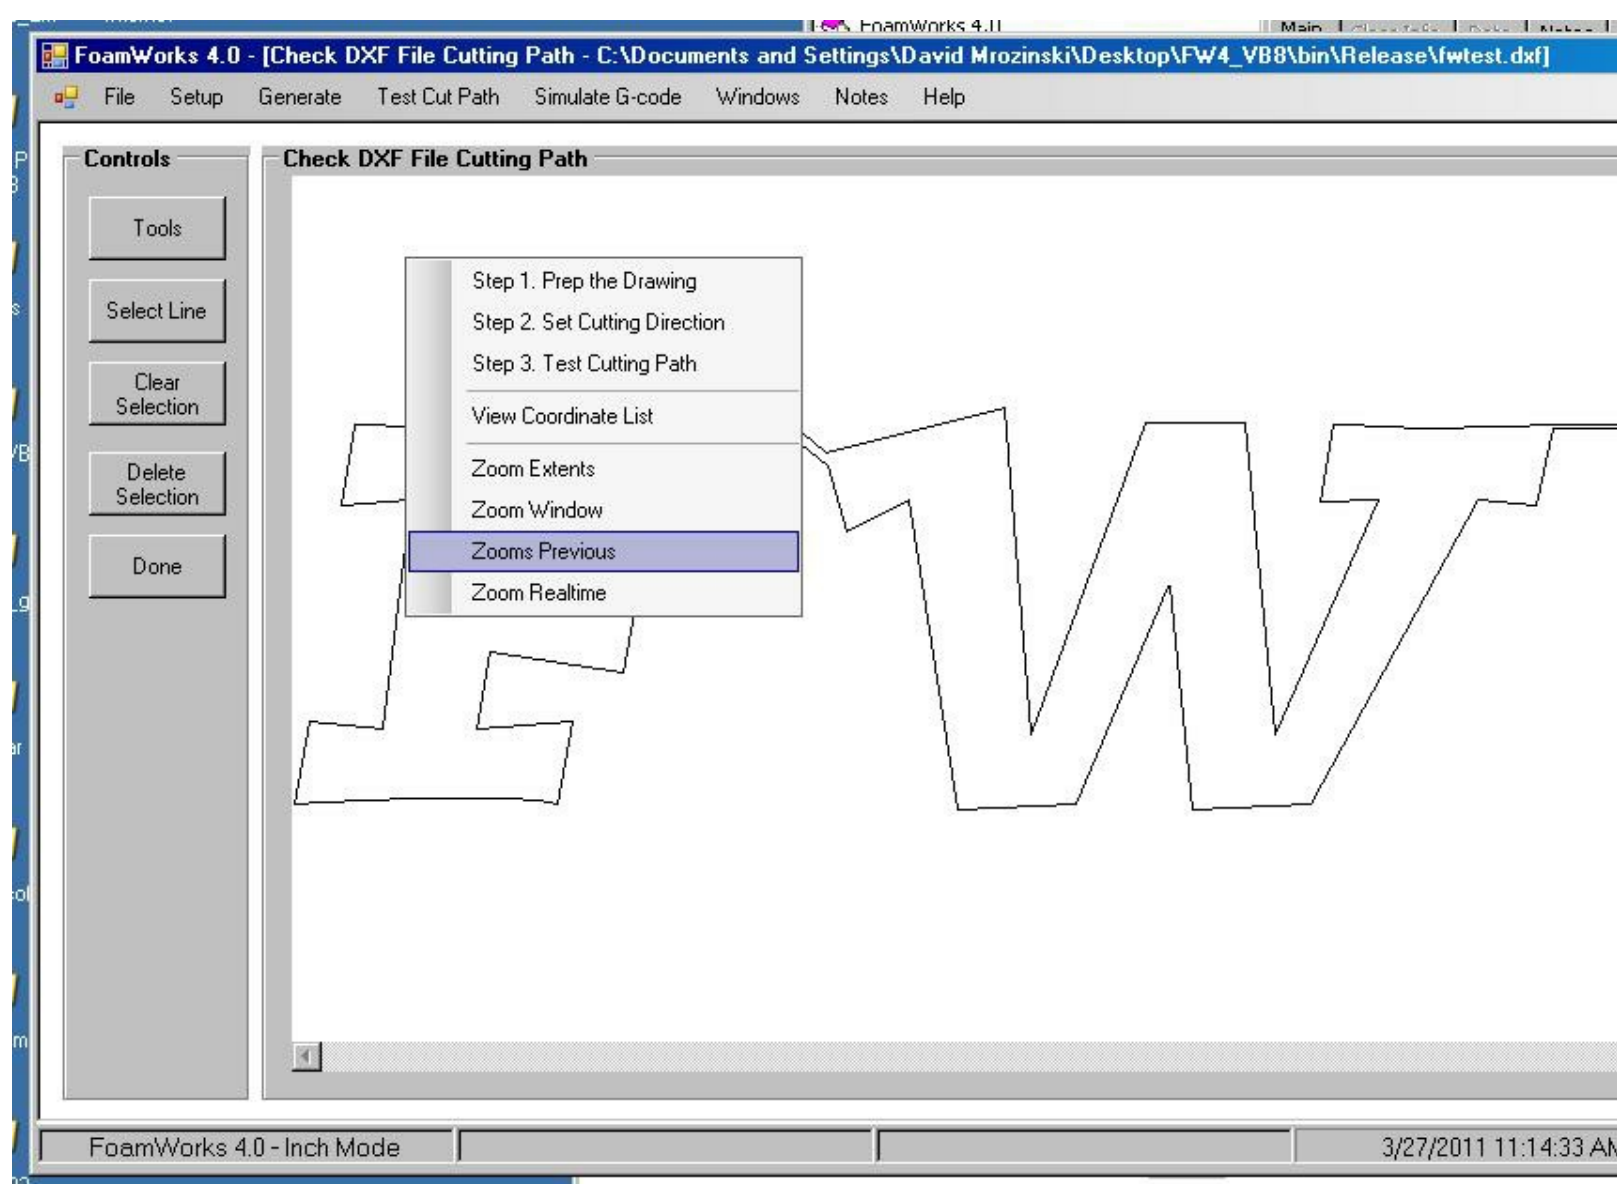 FoamWorks 4.0
Main
FoamWorks 4.0 - [Check DXF File Cutting Path - C:\Documents and Settings\David Mrozinski\Desktop\FW4_VB8\bin\Release\fwtest.dxf]
File Setup Generate Test Cut Path Simulate G-code Windows Notes Help
Controls
Check DXF File Cutting Path
Tools
Select Line
Clear
Selection
Delete
Selection
Done
Step 1. Prep the Drawing
Step 2. Set Cutting Direction
Step 3. Test Cutting Path
View Coordinate List
Zoom Extents
Zoom Window
Zooms Previous
Zoom Realtime
FoamWorks 4.0 - Inch Mode
3/27/2011 11:14:33 AM